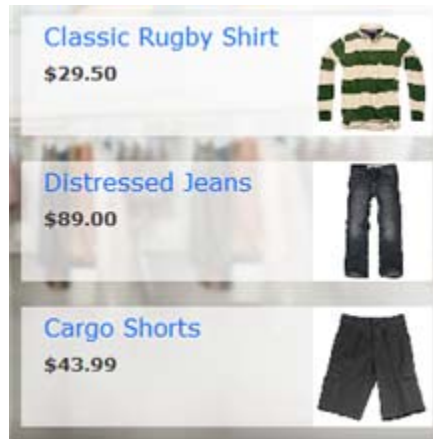 Classic Rugby Shirt
$29.50
Distressed Jeans
$89.00
Cargo Shorts
$43.99